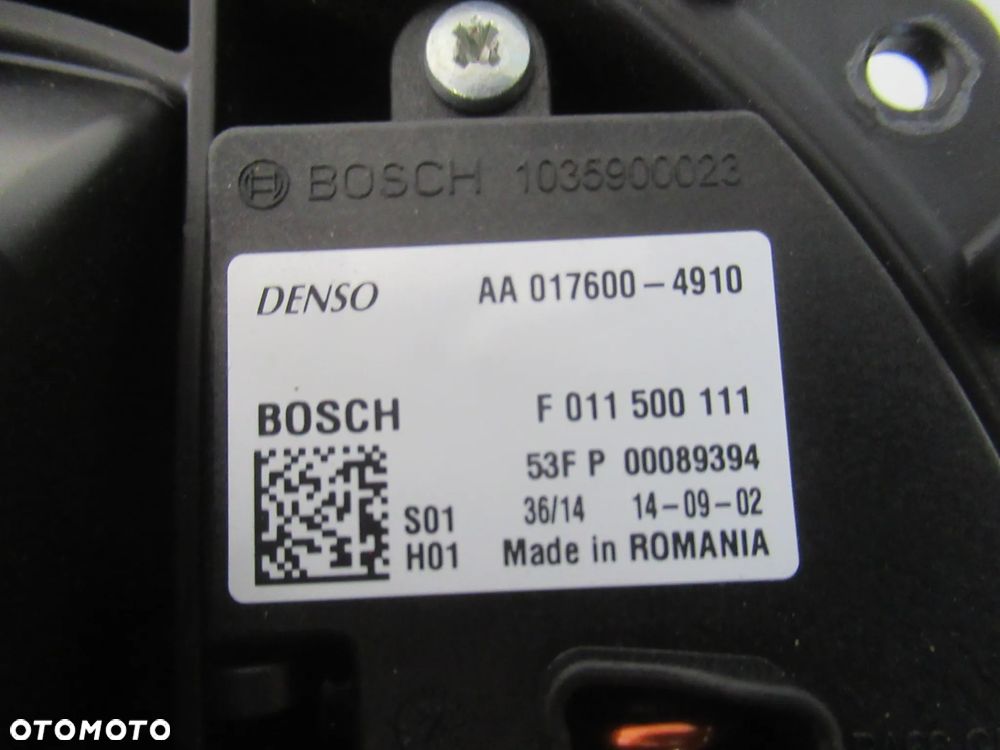 BOSCH 1035900023
DENSO AA 017600-4910
BOSCH F 011 500 111
53F P 00089394
S01 36/14 14-09-02
H01 Made in ROMANIA
OTOMOTO